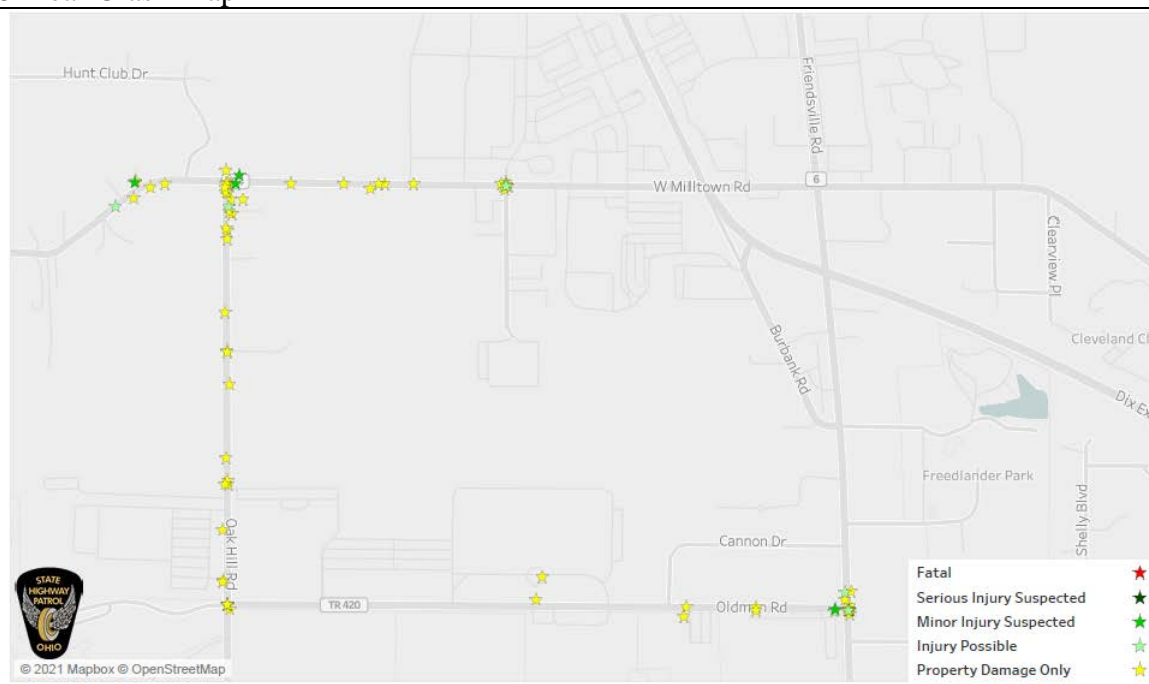 Hunt Club Dr
Friendsville Rd
W Milltown Rd
6
Clearview Pl
Cleveland Cl
Burbank Rd
Dix Ex
Freedlander Park
Shelly Blvd
Oak Hill Rd
Cannon Dr
TR 420
Oldman Rd
Fatal
Serious Injury Suspected
Minor Injury Suspected
Injury Possible
Property Damage Only
STATE
HIGHWAY
PATROL
OHIO
© 2021 Mapbox © OpenStreetMap